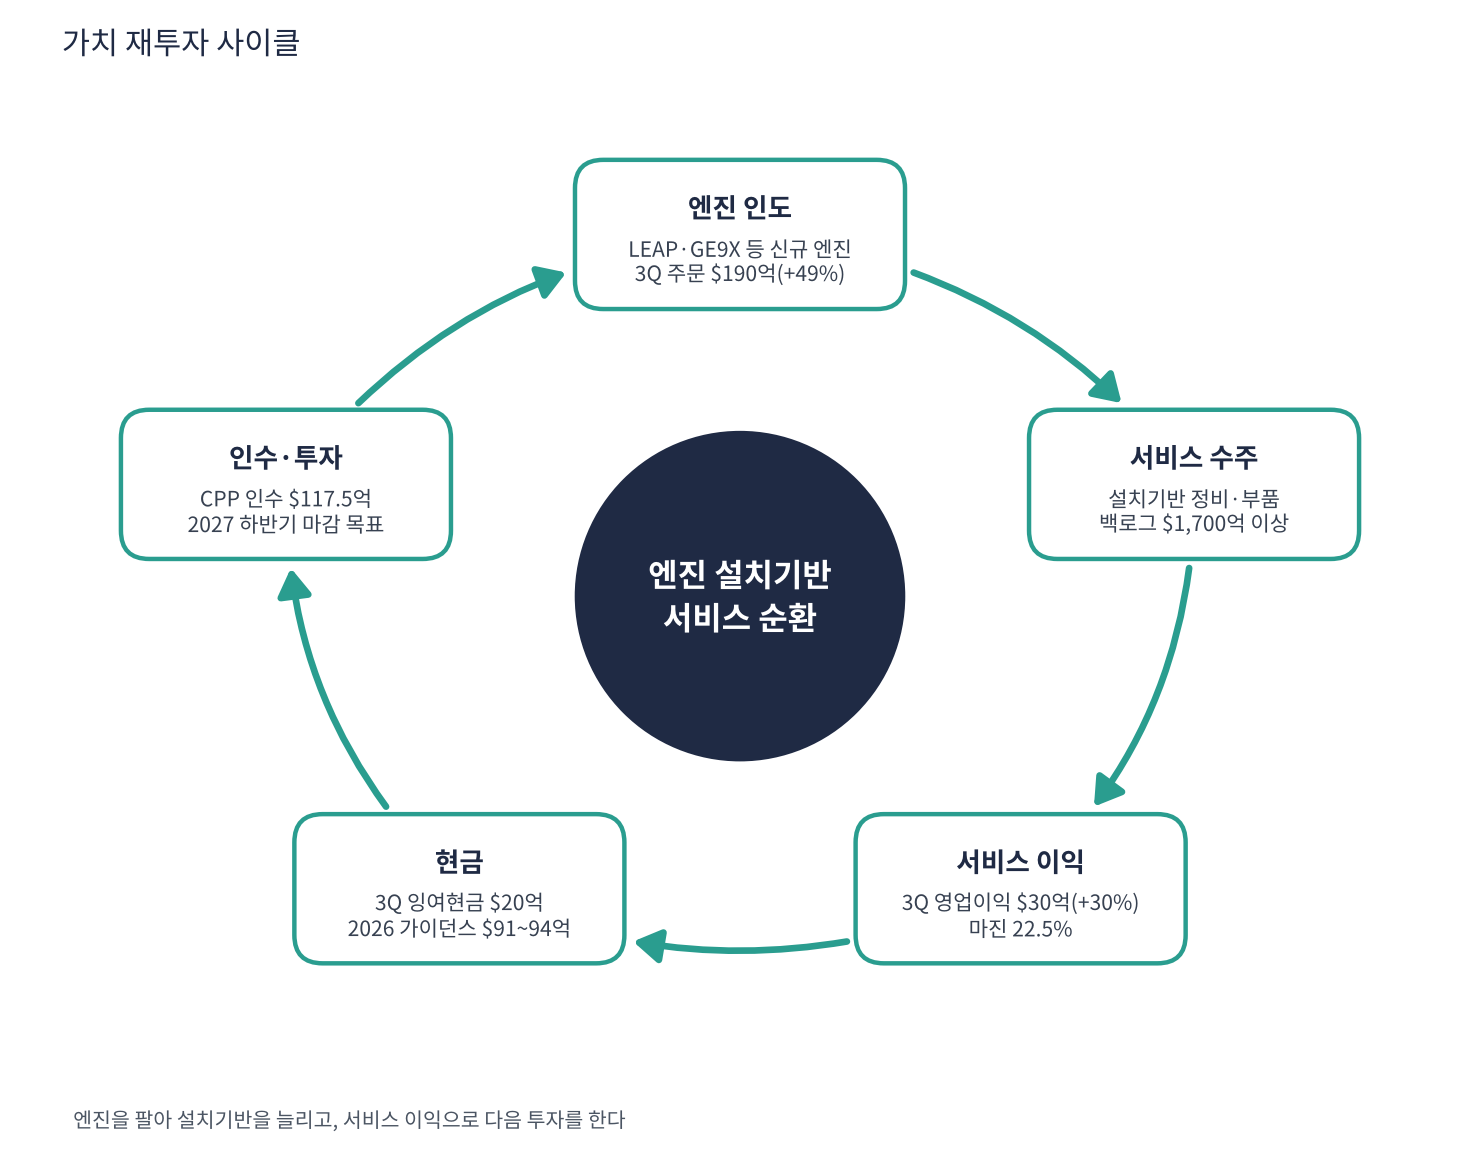 가치 재투자 사이클
엔진 인도
LEAP·GE9X 등 신규 엔진
3Q 주문 $190억(+49%)
서비스 수주
설치기반 정비·부품
백로그 $1,700억 이상
서비스 이익
3Q 영업이익 $30억(+30%)
마진 22.5%
현금
3Q 잉여현금 $20억
2026 가이던스 $91~94억
인수·투자
CPP 인수 $117.5억
2027 하반기 마감 목표
엔진 설치기반
서비스 순환
엔진을 팔아 설치기반을 늘리고, 서비스 이익으로 다음 투자를 한다